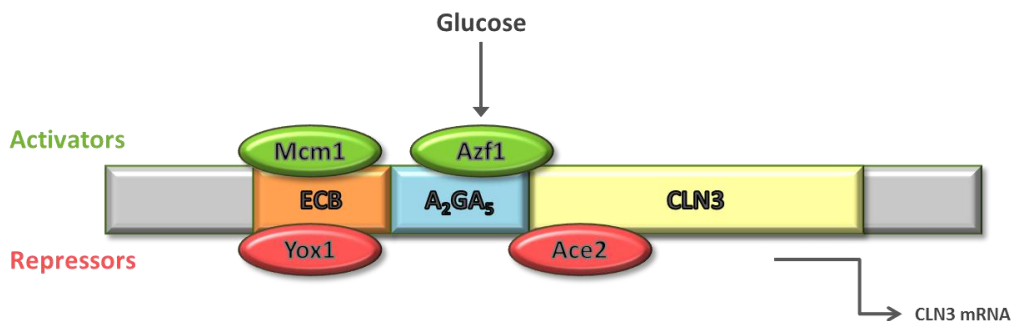 Glucose
Activators
Mcm1
Azf1
ECB
A₂GA₅
CLN3
Repressors
Yox1
Ace2
CLN3 mRNA